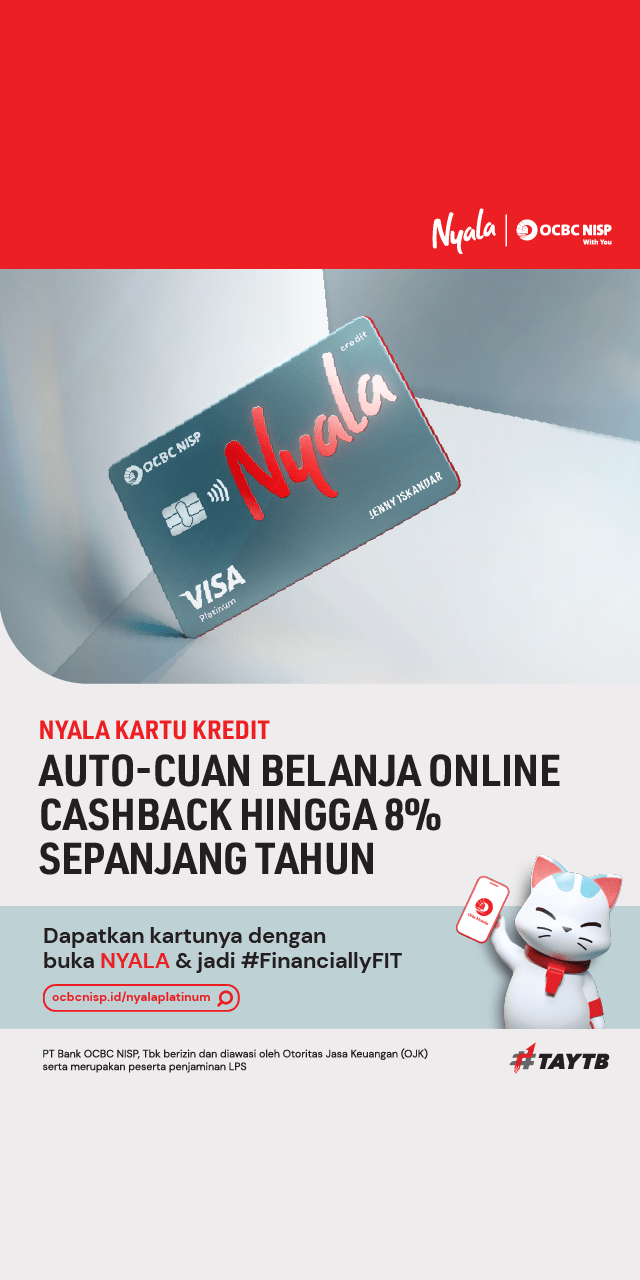 Nyala
OCBC NISP
With You
credit
OCBC NISP
Nyala
JENNY ISKANDAR
VISA
Platinum
NYALA KARTU KREDIT
AUTO-CUAN BELANJA ONLINE
CASHBACK HINGGA 8%
SEPANJANG TAHUN
Dapatkan kartunya dengan
buka NYALA & jadi #FinanciallyFIT
ocbcnisp.id/nyalaplatinum
PT Bank OCBC NISP, Tbk berizin dan diawasi oleh Otoritas Jasa Keuangan (OJK)
serta merupakan peserta penjaminan LPS
#TAYTB